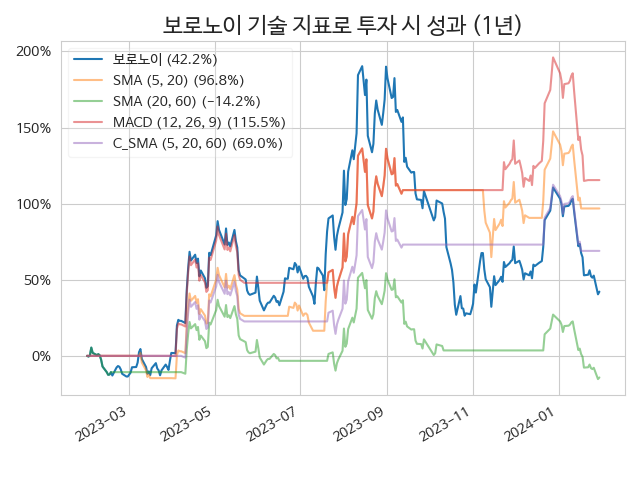 보로노이 기술 지표로 투자 시 성과 (1년)
200%
150%
100%
50%
0%
보로노이 (42.2%)
SMA (5, 20) (96.8%)
SMA (20, 60) (−14.2%)
MACD (12, 26, 9) (115.5%)
C_SMA (5, 20, 60) (69.0%)
2023−03
2023−05
2023−07
2023−09
2023−11
2024−01